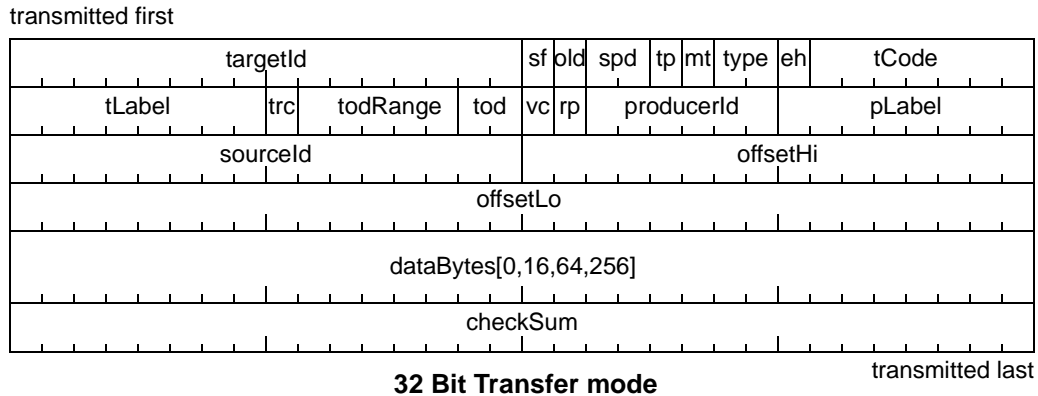 transmitted first
targetId sf old spd tp mt type eh tCode
tLabel trc todRange tod vc rp producerId pLabel
sourceId offsetHi
offsetLo
dataBytes[0,16,64,256]
checkSum
transmitted last
32 Bit Transfer mode